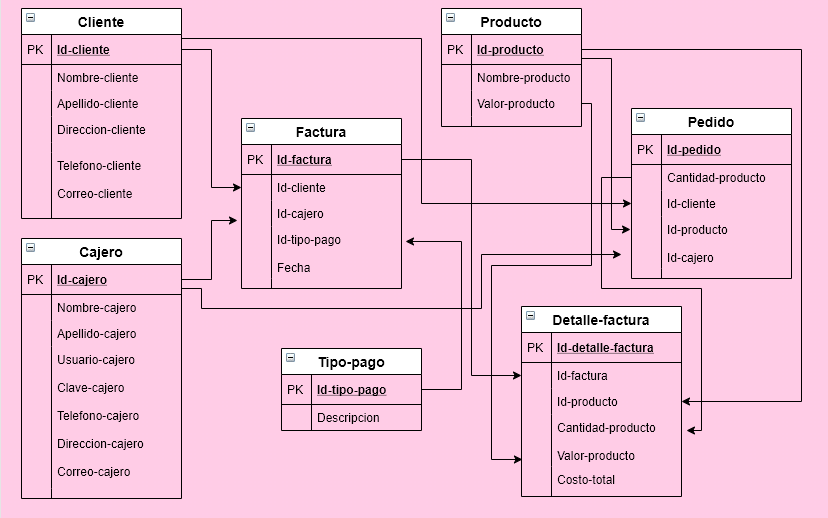 Cliente
PK Id-cliente
Nombre-cliente
Apellido-cliente
Direccion-cliente
Telefono-cliente
Correo-cliente
Producto
PK Id-producto
Nombre-producto
Valor-producto
Factura
PK Id-factura
Id-cliente
Id-cajero
Id-tipo-pago
Fecha
Pedido
PK Id-pedido
Cantidad-producto
Id-cliente
Id-producto
Id-cajero
Cajero
PK Id-cajero
Nombre-cajero
Apellido-cajero
Usuario-cajero
Clave-cajero
Telefono-cajero
Direccion-cajero
Correo-cajero
Tipo-pago
PK Id-tipo-pago
Descripcion
Detalle-factura
PK Id-detalle-factura
Id-factura
Id-producto
Cantidad-producto
Valor-producto
Costo-total